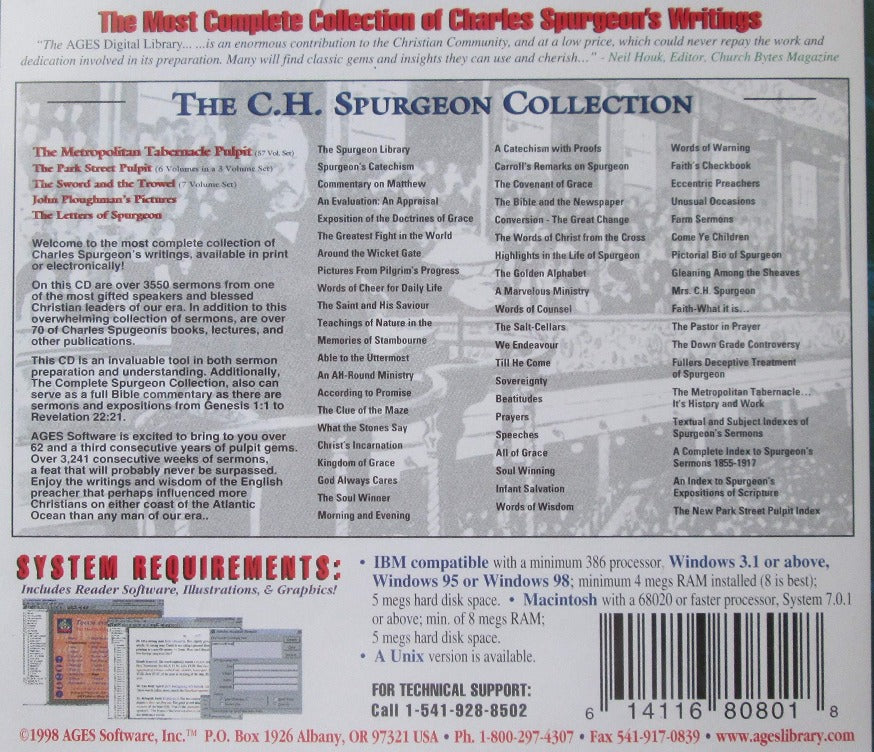 The Most Complete Collection of Charles Spurgeon's Writings
"The AGES Digital Library... ...is an enormous contribution to the Christian Community, and at a low price, which could never repay the work and
dedication involved in its preparation. Many will find classic gems and insights they can use and cherish..." - Neil Houk, Editor, Church Bytes Magazine
THE C.H. SPURGEON COLLECTION
The Metropolitan Tabernacle Pulpit (57 Vol. Set)
The Park Street Pulpit (6 Volumes in a 3 Volume Set)
The Sword and the Trowel (7 Volume Set)
John Ploughman's Pictures
The Letters of Spurgeon
Welcome to the most complete collection of
Charles Spurgeon's writings, available in print
or electronically!
On this CD are over 3550 sermons from one
of the most gifted speakers and blessed
Christian leaders of our era. In addition to this
overwhelming collection of sermons, are over
70 of Charles Spugeonís books, lectures, and
other publications.
This CD is an invaluable tool in both sermon
preparation and understanding. Additionally,
The Complete Spurgeon Collection, also can
serve as a full Bible commentary as there are
sermons and expositions from Genesis 1:1 to
Revelation 22:21.
AGES Software is excited to bring to you over
62 and a third consecutive years of pulpit gems.
Over 3,241 consecutive weeks of sermons,
a feat that will probably never be surpassed.
Enjoy the writings and wisdom of the English
preacher that perhaps influenced more
Christians on either coast of the Atlantic
Ocean than any man of our era..
The Spurgeon Library
Spurgeon's Catechism
Commentary on Matthew
An Evaluation: An Appraisal
Exposition of the Doctrines of Grace
The Greatest Fight in the World
Around the Wicket Gate
Pictures From Pilgrim's Progress
Words of Cheer for Daily Life
The Saint and His Saviour
Teachings of Nature in the
Memories of Stambourne
Able to the Uttermost
An AH-Round Ministry
According to Promise
The Clue of the Maze
What the Stones Say
Christ's Incarnation
Kingdom of Grace
God Always Cares
The Soul Winner
Morning and Evening
A Catechism with Proofs
Carroll's Remarks on Spurgeon
The Covenant of Grace
The Bible and the Newspaper
Conversion - The Great Change
The Words of Christ from the Cross
Highlights in the Life of Spurgeon
The Golden Alphabet
A Marvelous Ministry
Words of Counsel
The Salt-Cellars
We Endeavour
Till He Come
Sovereignty
Beatitudes
Prayers
Speeches
All of Grace
Soul Winning
Infant Salvation
Words of Wisdom
Words of Warning
Faith's Checkbook
Eccentric Preachers
Unusual Occasions
Farm Sermons
Come Ye Children
Pictorial Bio of Spurgeon
Gleaning Among the Sheaves
Mrs. C.H. Spurgeon
Faith-What it is...
The Pastor in Prayer
The Down Grade Controversy
Fullers Deceptive Treatment
of Spurgeon
The Metropolitan Tabernacle...
It's History and Work
Textual and Subject Indexes of
Spurgeon's Sermons
A Complete Index to Spurgeon's
Sermons 1855-1917
An Index to Spurgeon's
Expositions of Scripture
The New Park Street Pulpit Index
SYSTEM REQUIREMENTS:
Includes Reader Software, Illustrations, & Graphics!
• IBM compatible with a minimum 386 processor, Windows 3.1 or above,
Windows 95 or Windows 98; minimum 4 megs RAM installed (8 is best);
5 megs hard disk space. • Macintosh with a 68020 or faster processor, System 7.0.1
or above; min. of 8 megs RAM;
5 megs hard disk space.
• A Unix version is available.
FOR TECHNICAL SUPPORT:
Call 1-541-928-8502
6 14116 80801 8
©1998 AGES Software, Inc.™ P.O. Box 1926 Albany, OR 97321 USA • Ph. 1-800-297-4307 • Fax 541-917-0839 • www.ageslibrary.com